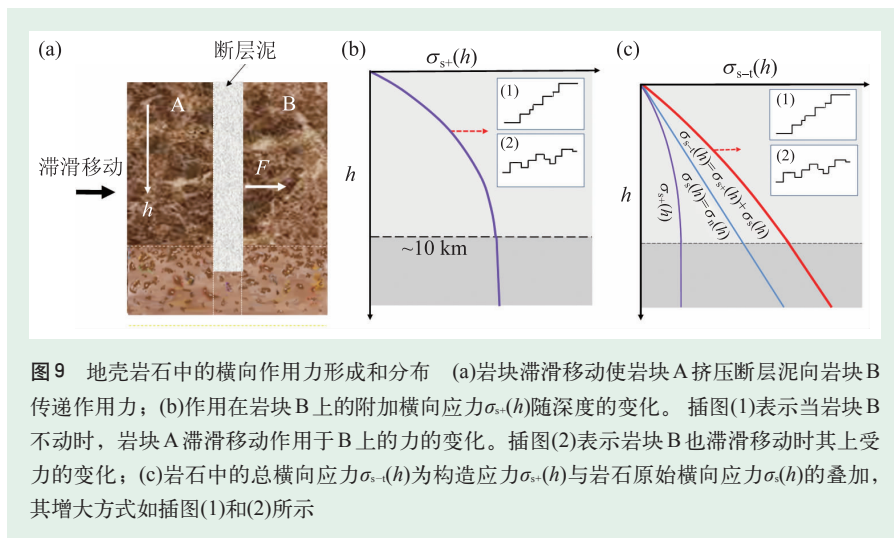 (a)
断层泥
A
B
滞滑移动
F
h
(b)
σs+(h)
(1)
(2)
h
~10 km
(c)
σs-t(h)
(1)
(2)
h
σs-t(h)=σs+(h)+σs(h)
σs(h)=σn(h)
σs+(h)
图9 地壳岩石中的横向作用力形成和分布 (a)岩块滞滑移动使岩块A挤压断层泥向岩块B
传递作用力；(b)作用在岩块B上的附加横向应力σs+(h)随深度的变化。 插图(1)表示当岩块B
不动时，岩块A滞滑移动作用于B上的力的变化。插图(2)表示岩块B也滞滑移动时其上受
力的变化；(c)岩石中的总横向应力σs-t(h)为构造应力σs+(h)与岩石原始横向应力σs(h)的叠加，
其增大方式如插图(1)和(2)所示